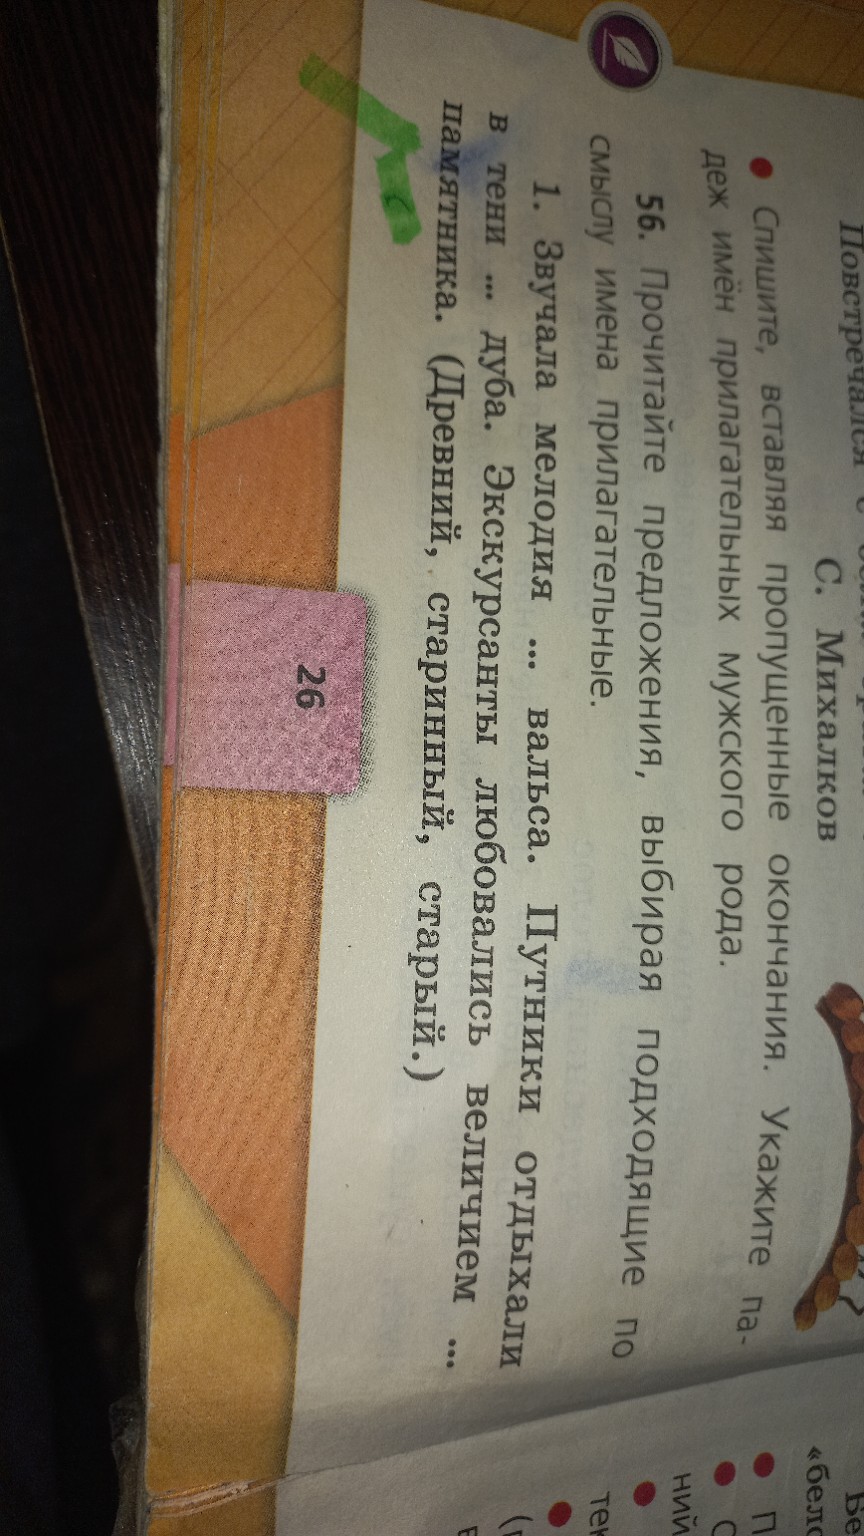 Повстречался с
С. Михалков
● Спишите, вставляя пропущенные окончания. Укажите па-
деж имён прилагательных мужского рода.
56. Прочитайте предложения, выбирая подходящие по
смыслу имена прилагательные.
1. Звучала мелодия ... вальса. Путники отдыхали
в тени ... дуба. Экскурсанты любовались величием ...
памятника. (Древний, старинный, старый.)
26